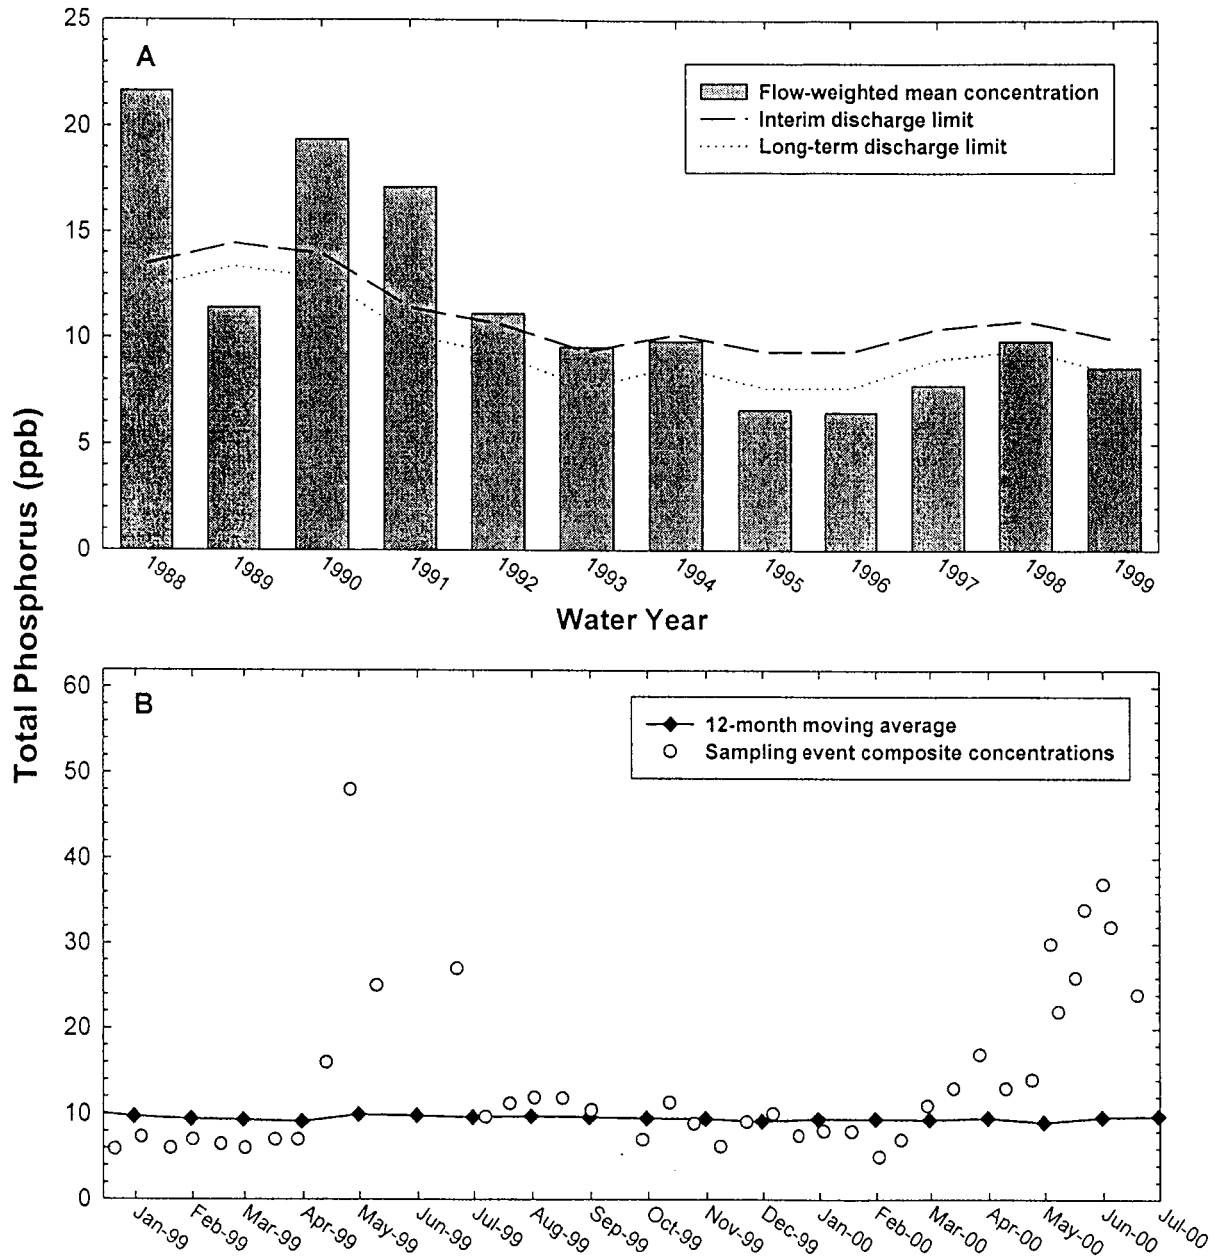 Total Phosphorus (ppb)
A
25
20
15
10
5
0
Flow-weighted mean concentration
Interim discharge limit
Long-term discharge limit
1988
1989
1990
1991
1992
1993
1994
1995
1996
1997
1998
1999
Water Year
B
60
50
40
30
20
10
0
12-month moving average
Sampling event composite concentrations
Jan-99
Feb-99
Mar-99
Apr-99
May-99
Jun-99
Jul-99
Aug-99
Sep-99
Oct-99
Nov-99
Dec-99
Jan-00
Feb-00
Mar-00
Apr-00
May-00
Jun-00
Jul-00